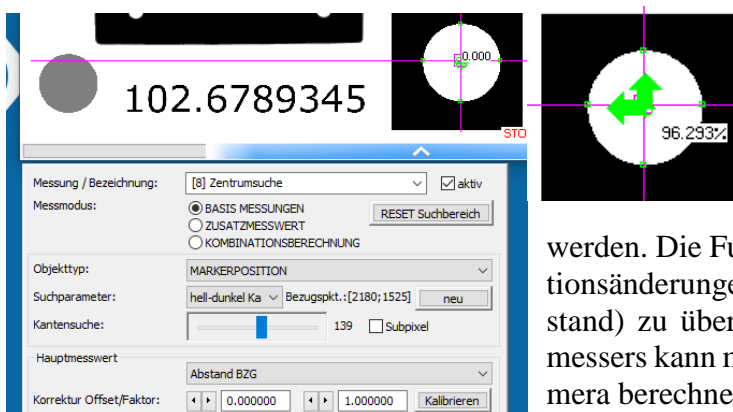 0.000
102.6789345
STO
96.293%
Messung / Bezeichnung: [8] Zentrumsuche aktiv
Messmodus: BASIS MESSUNGEN RESET Suchbereich
ZUSATZMESSWERT
KOMBINATIONSBERECHNUNG
Objekttyp: MARKERPOSITION
Suchparameter: hell-dunkel Ka Bezugspkt.:[2180;1525] neu
Kantensuche: 139 Subpixel
Hauptmesswert
Abstand BZG
Korrektur Offset/Faktor: 0.000000 1.000000 Kalibrieren
werden. Die Fu
tionsänderunge
stand) zu über
messers kann n
mera berechne